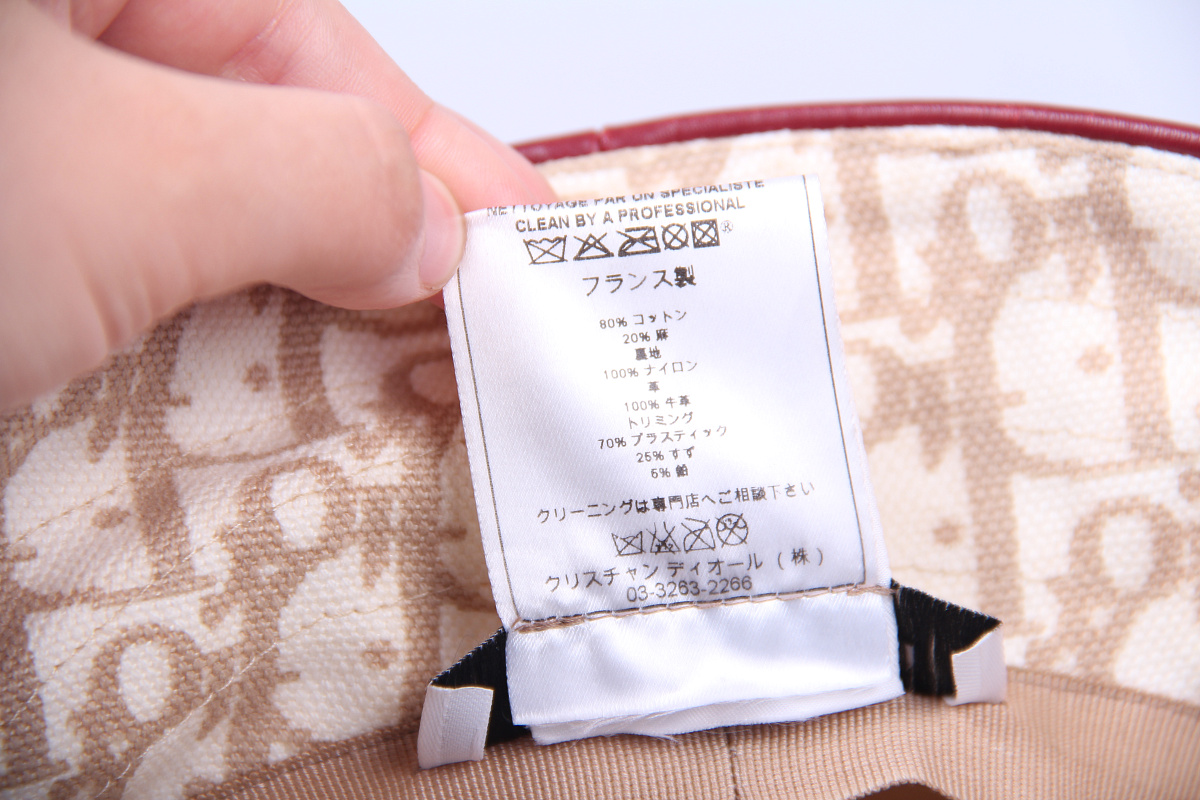 NETTOYAGE PAR UN SPECIALISTE
CLEAN BY A PROFESSIONAL
®
フランス製
80% コットン
20% 麻
裏地
100% ナイロン
革
100% 牛革
トリミング
70% プラスティック
25% すず
5% 鉛
クリーニングは専門店へご相談下さい
クリスチャン ディオール (株)
03-3263-2266